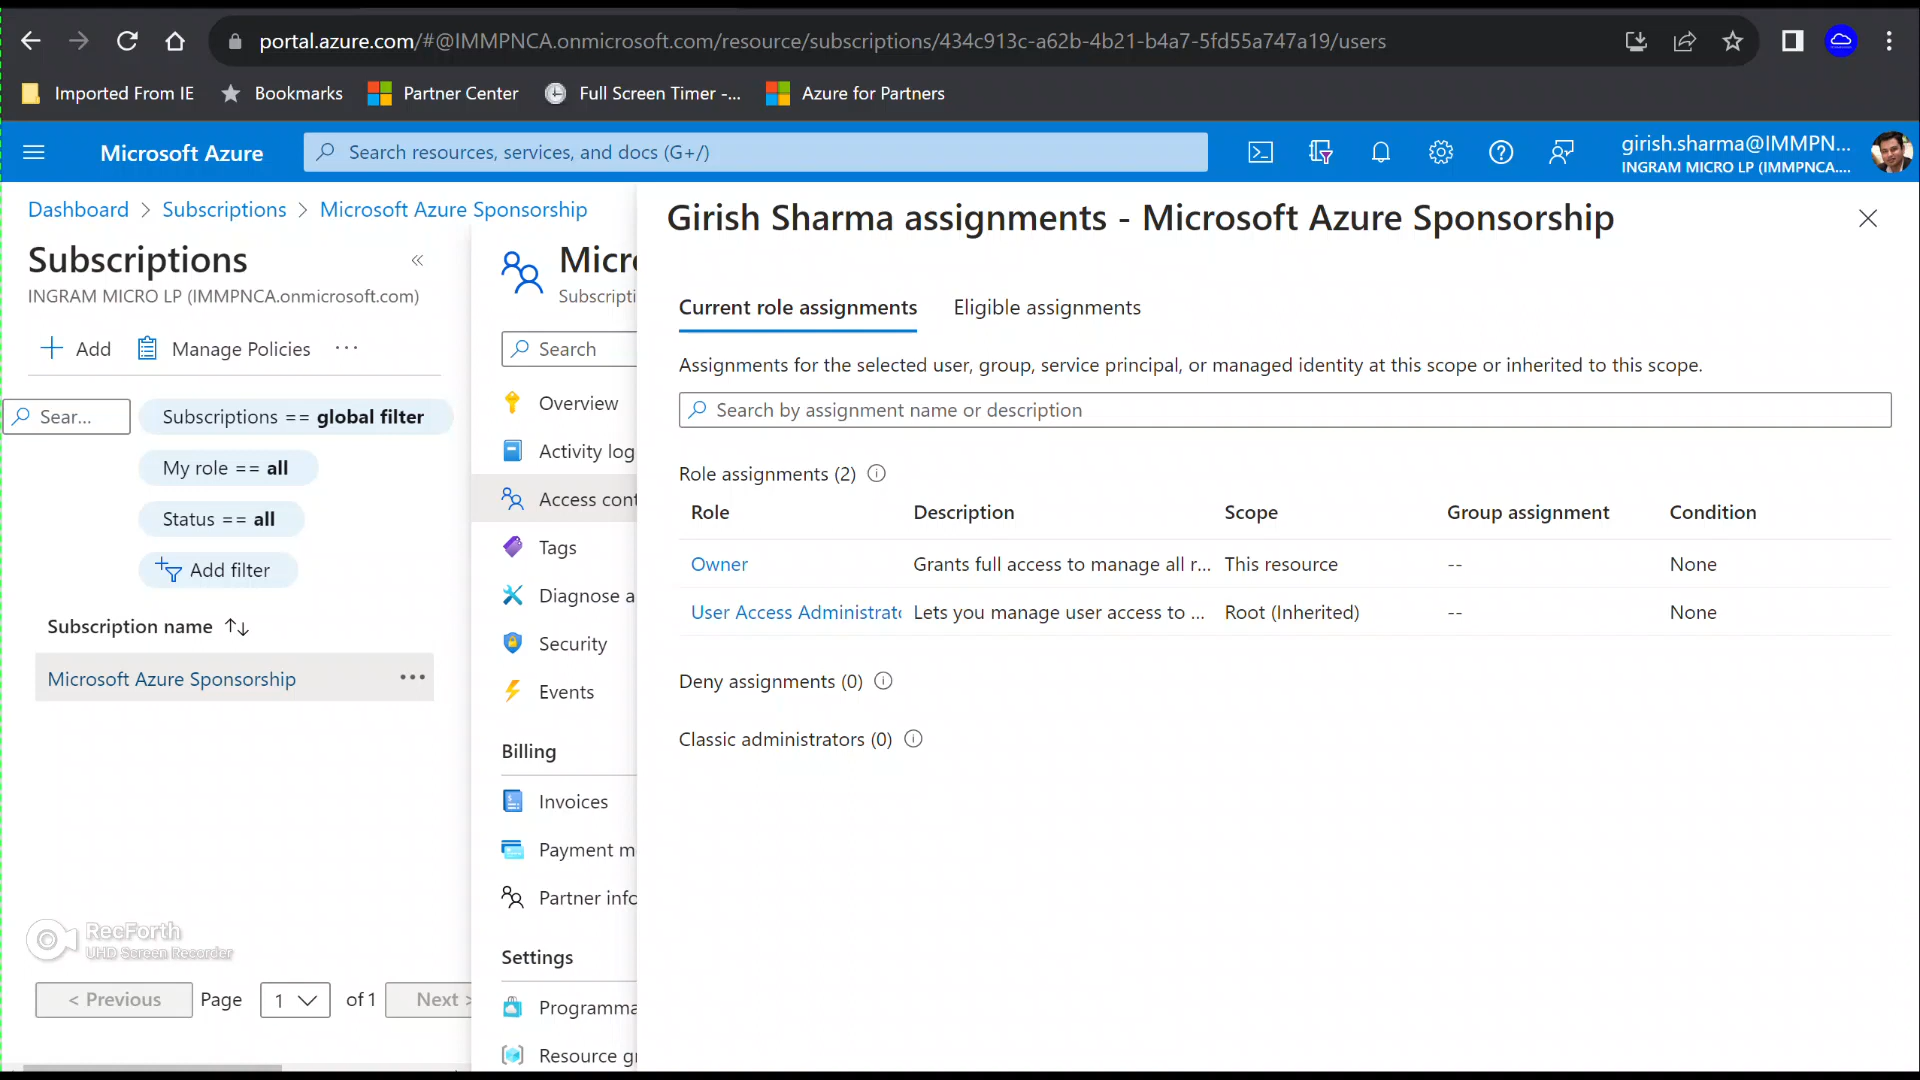 portal.azure.com/#@IMMPNCA.onmicrosoft.com/resource/subscriptions/434c913c-a62b-4b21-b4a7-5fd55a747a19/users
Imported From IE
Bookmarks
Partner Center
Full Screen Timer -...
Azure for Partners
Microsoft Azure
Search resources, services, and docs (G+/)
girish.sharma@IMMPN...
INGRAM MICRO LP (IMMPNCA....
Dashboard > Subscriptions > Microsoft Azure Sponsorship
Subscriptions
«
INGRAM MICRO LP (IMMPNCA.onmicrosoft.com)
Add
Manage Policies
...
Sear...
Subscriptions == global filter
My role == all
Status == all
Add filter
Subscription name
Microsoft Azure Sponsorship
...
RecForth
UHD Screen Recorder
< Previous
Page
1
of 1
Next >
Micr
Subscripti
Search
Overview
Activity log
Access cont
Tags
Diagnose a
Security
Events
Billing
Invoices
Payment m
Partner info
Settings
Programma
Resource gr
Girish Sharma assignments - Microsoft Azure Sponsorship
Current role assignments
Eligible assignments
Assignments for the selected user, group, service principal, or managed identity at this scope or inherited to this scope.
Search by assignment name or description
Role assignments (2)
Role Description Scope Group assignment Condition
Owner Grants full access to manage all r... This resource -- None
User Access Administrato Lets you manage user access to ... Root (Inherited) -- None
Deny assignments (0)
Classic administrators (0)